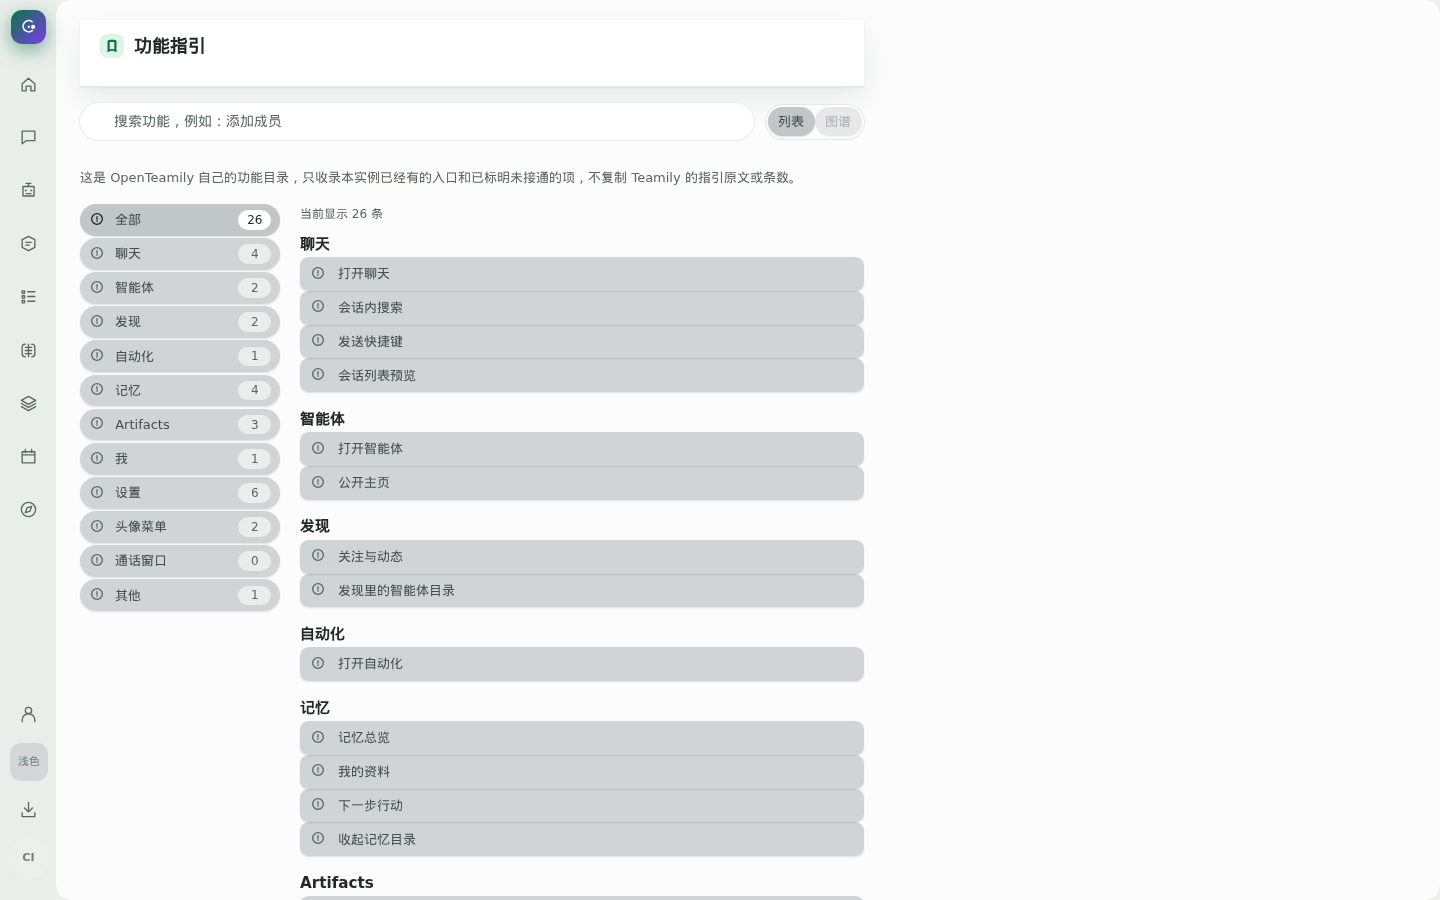 功能指引
搜索功能，例如：添加成员
列表 图谱
这是 OpenTeamily 自己的功能目录，只收录本实例已经有的入口和已标明未接通的项，不复制 Teamily 的指引原文或条数。
全部 26
聊天 4
智能体 2
发现 2
自动化 1
记忆 4
Artifacts 3
我 1
设置 6
头像菜单 2
通话窗口 0
其他 1
当前显示 26 条
聊天
打开聊天
会话内搜索
发送快捷键
会话列表预览
智能体
打开智能体
公开主页
发现
关注与动态
发现里的智能体目录
自动化
打开自动化
记忆
记忆总览
我的资料
下一步行动
收起记忆目录
Artifacts
浅色
CI